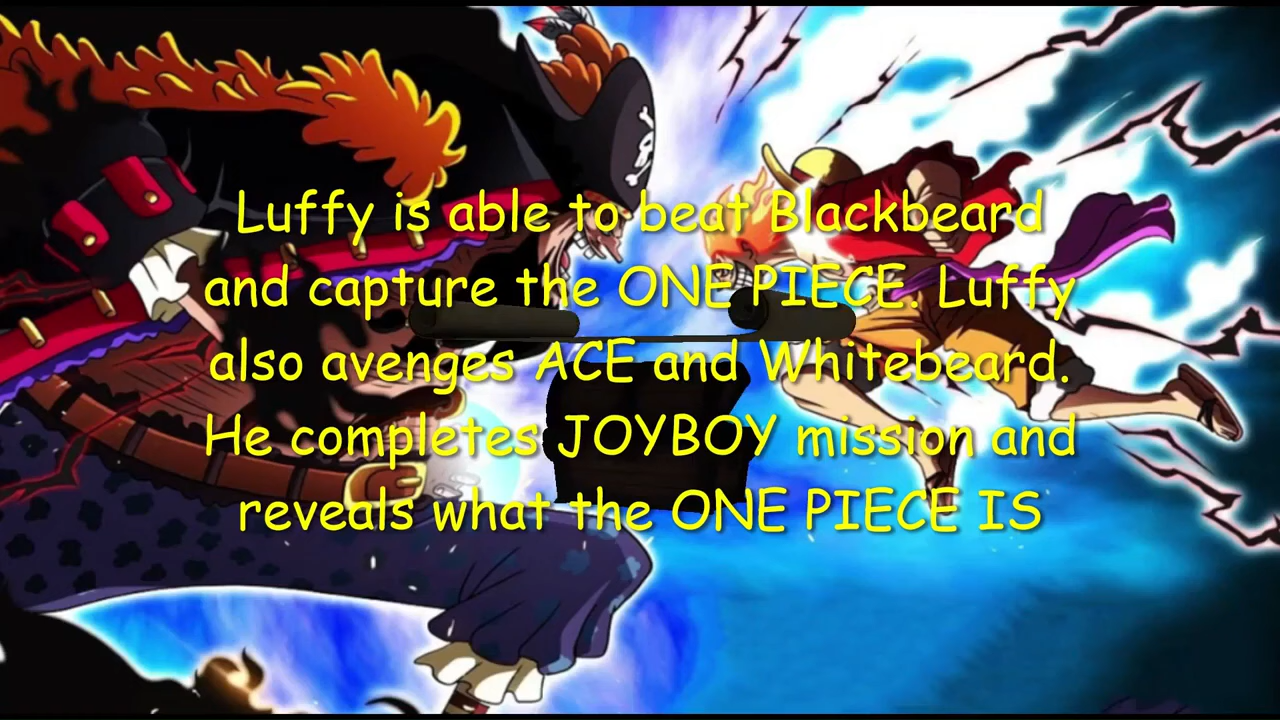 Luffy is able to beat Blackbeard
and capture the ONE PIECE. Luffy
also avenges ACE and Whitebeard.
He completes JOYBOY mission and
reveals what the ONE PIECE IS